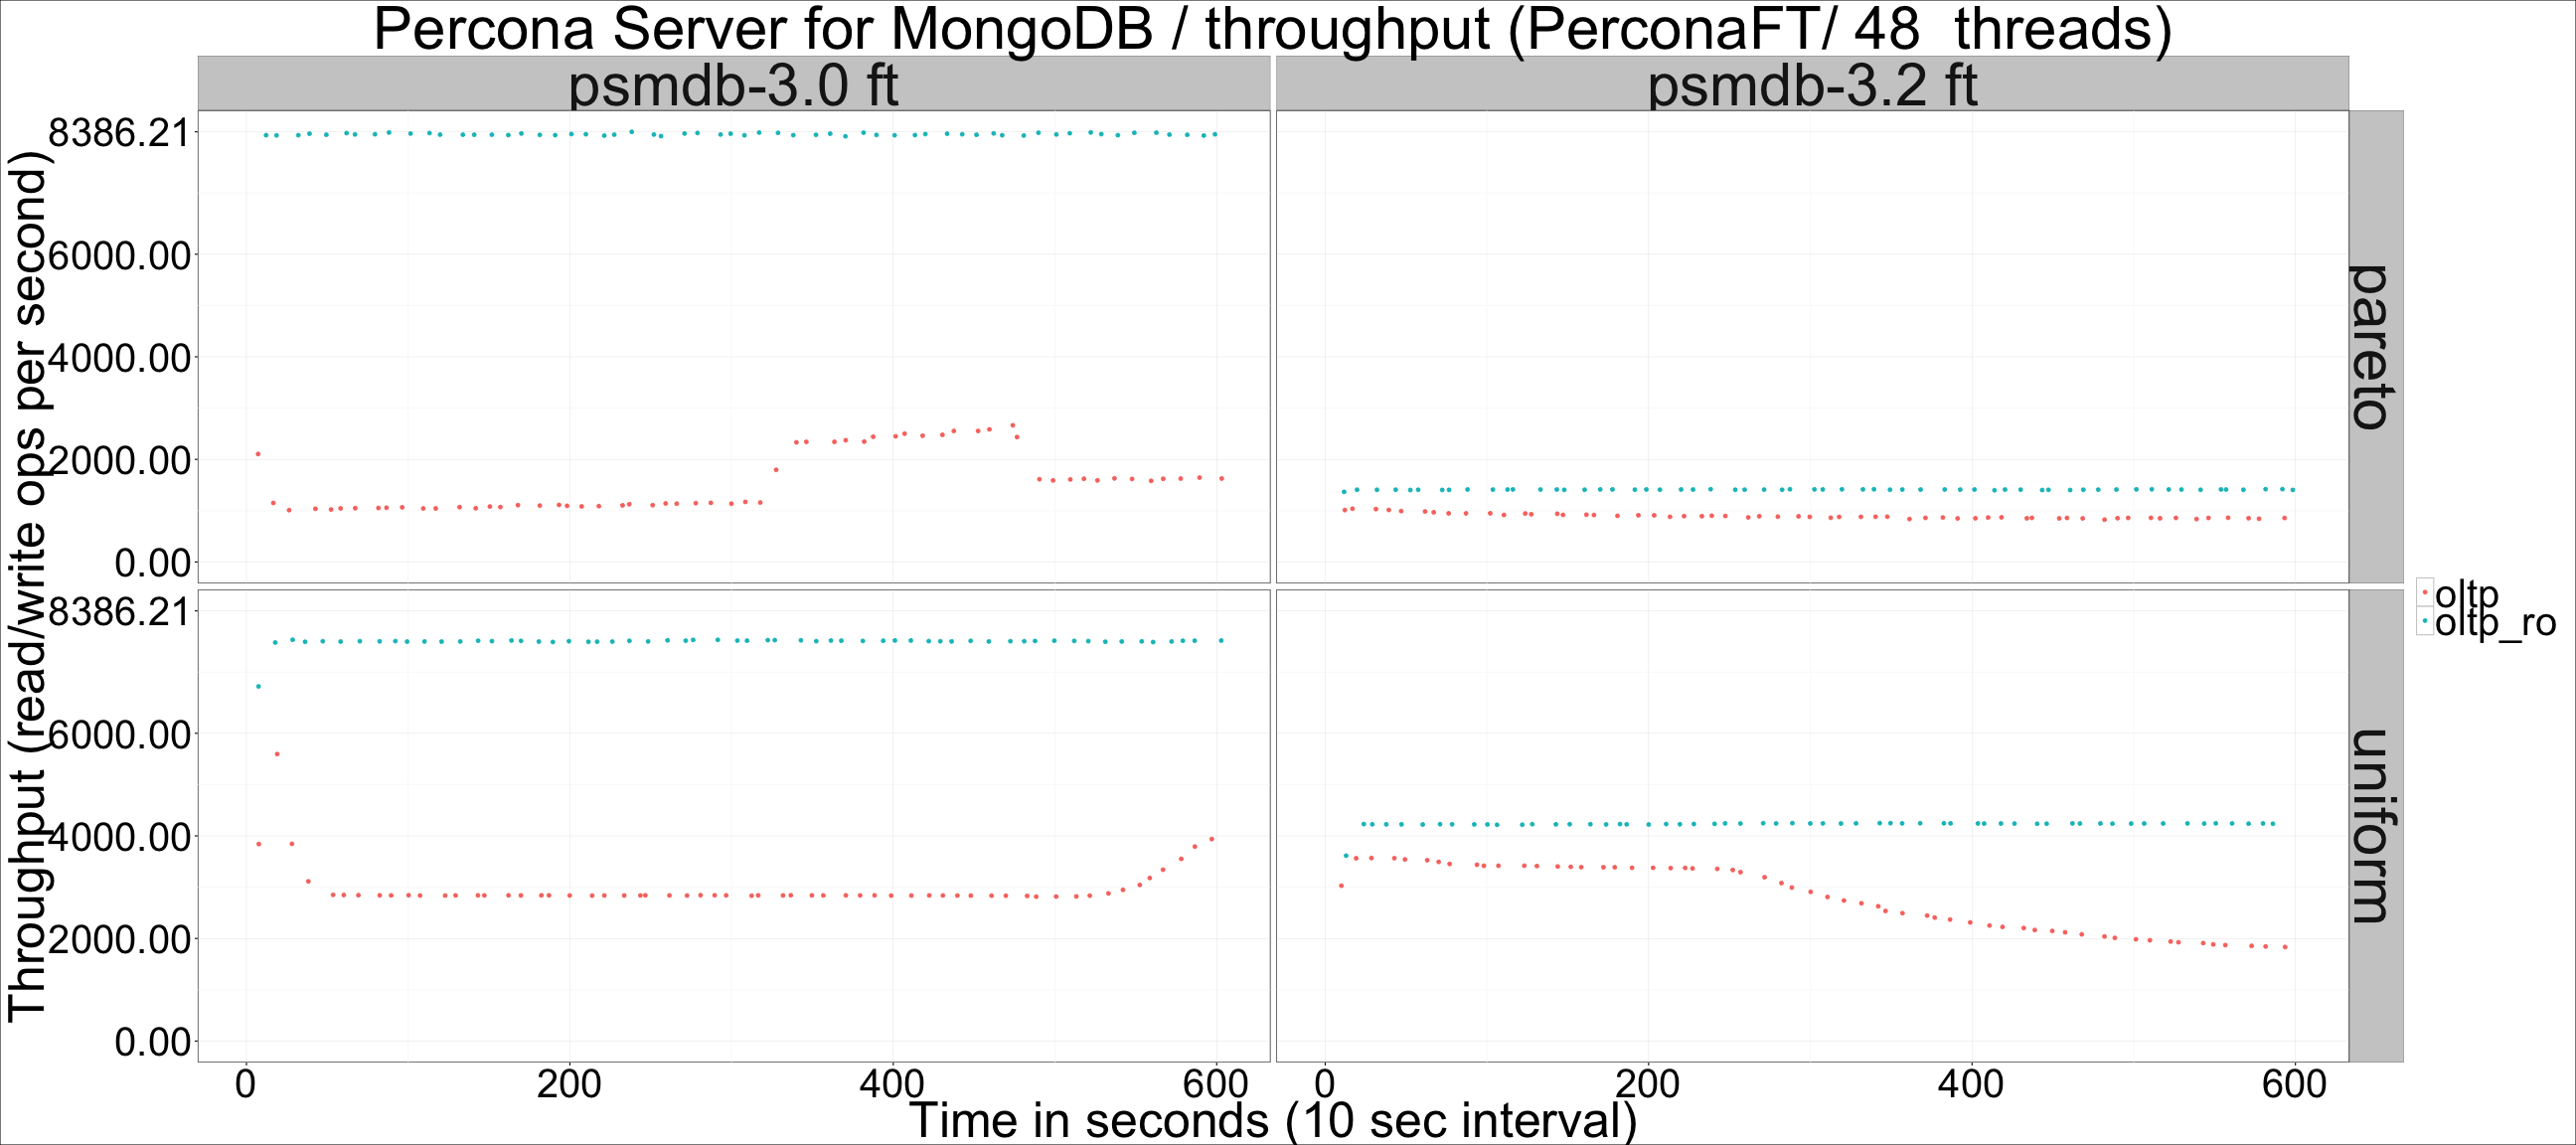 Percona Server for MongoDB / throughput (PerconaFT/ 48  threads)
psmdb-3.0 ft
psmdb-3.2 ft
Throughput (read/write ops per second)
8386.21
6000.00
4000.00
2000.00
0.00
pareto
8386.21
6000.00
4000.00
2000.00
0.00
uniform
oltp
oltp_ro
0 200 400 600 0 200 400 600
Time in seconds (10 sec interval)